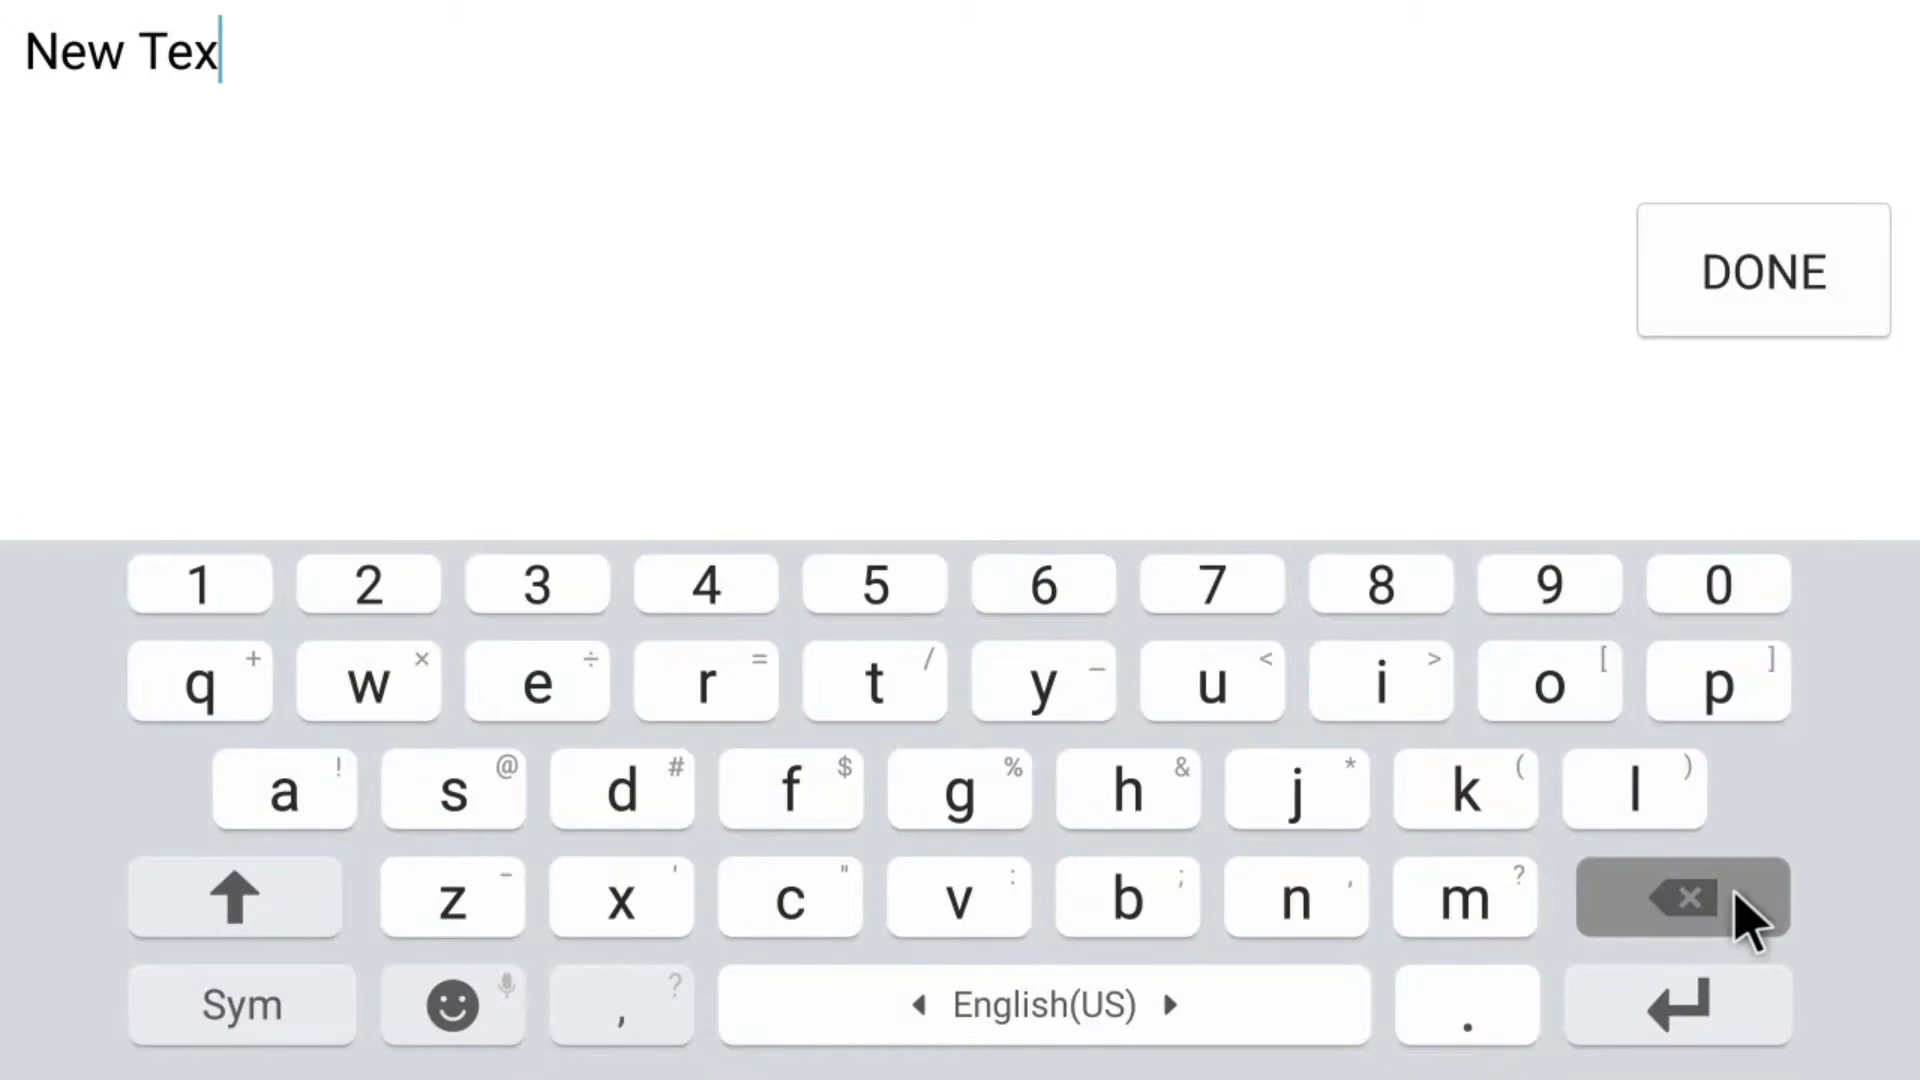 New Tex
DONE
1 2 3 4 5 6 7 8 9 0
q + w × e ÷ r = t / y _ u < i > o [ p ]
a ! s @ d # f $ g % h & j * k ( l )
z - x ' c " v : b ; n , m ?
Sym , ? English(US) .